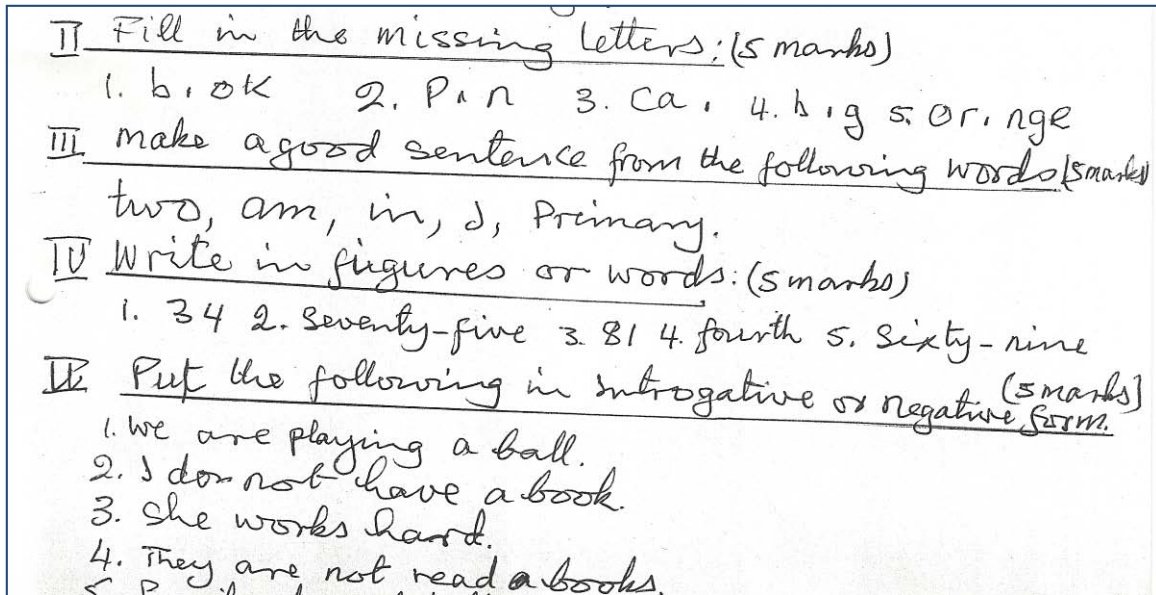 II Fill in the missing letters: (5 marks)
1. b.ok 2. P.n 3. Ca. 4. b.g 5. Or.nge
III make a good sentence from the following words (5marks)
two, am, in, I, Primary.
IV Write in figures or words: (5 marks)
1. 34 2. Seventy-five 3. 81 4. fourth 5. Sixty-nine
Put the following in introgative or negative form. (5 marks)
1. We are playing a ball.
2. I do not have a book.
3. She works hard.
4. They are not read a books.